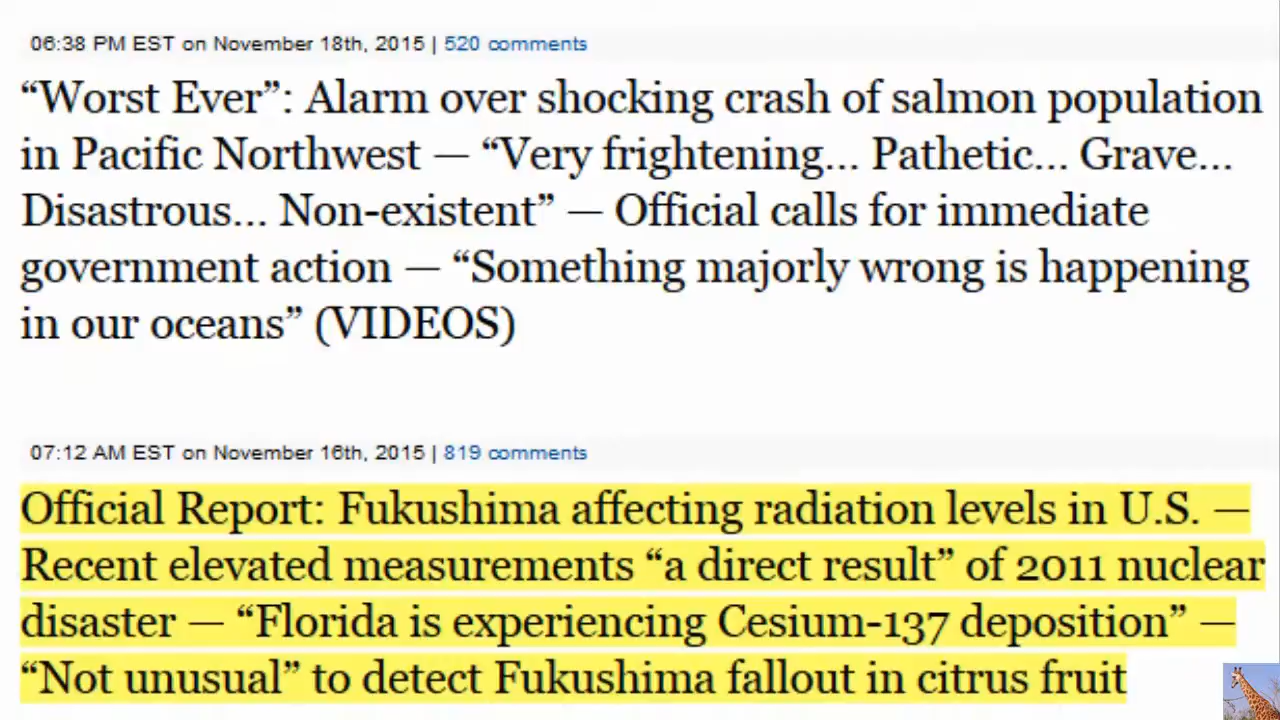 06:38 PM EST on November 18th, 2015 | 520 comments
“Worst Ever”: Alarm over shocking crash of salmon population
in Pacific Northwest — “Very frightening... Pathetic... Grave...
Disastrous... Non-existent” — Official calls for immediate
government action — “Something majorly wrong is happening
in our oceans” (VIDEOS)
07:12 AM EST on November 16th, 2015 | 819 comments
Official Report: Fukushima affecting radiation levels in U.S. —
Recent elevated measurements “a direct result” of 2011 nuclear
disaster — “Florida is experiencing Cesium-137 deposition” —
“Not unusual” to detect Fukushima fallout in citrus fruit